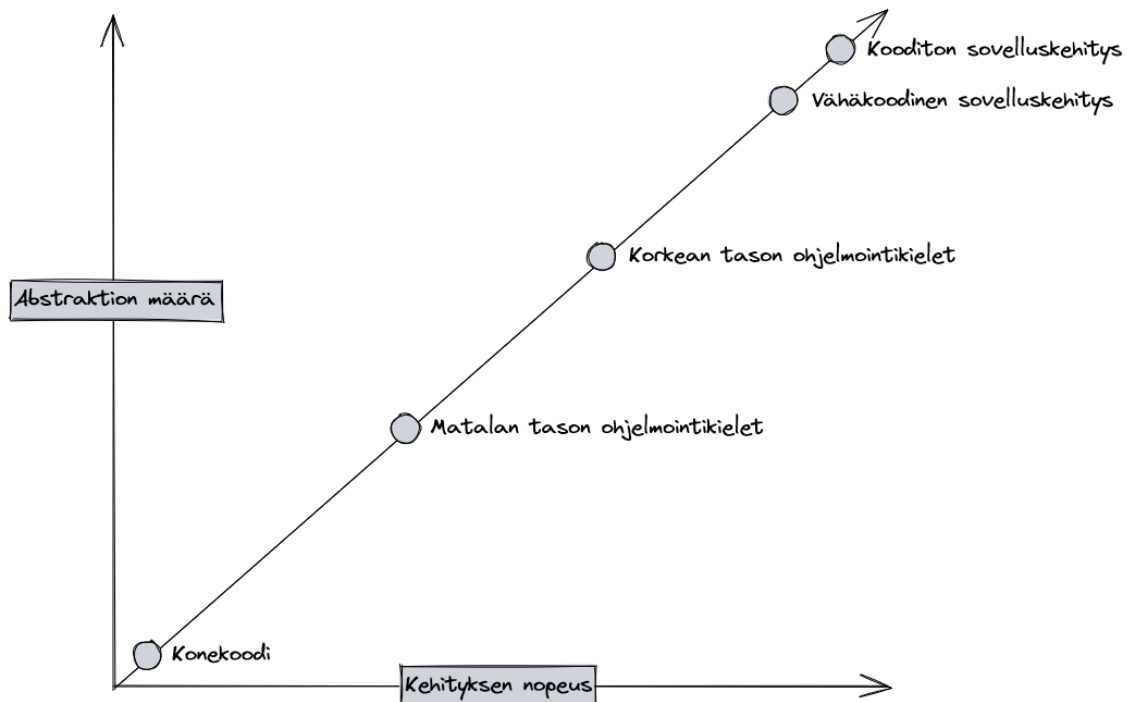 Kooditon sovelluskehitys
Vähäkoodinen sovelluskehitys
Korkean tason ohjelmointikielet
Abstraktion määrä
Matalan tason ohjelmointikielet
Konekoodi
Kehityksen nopeus